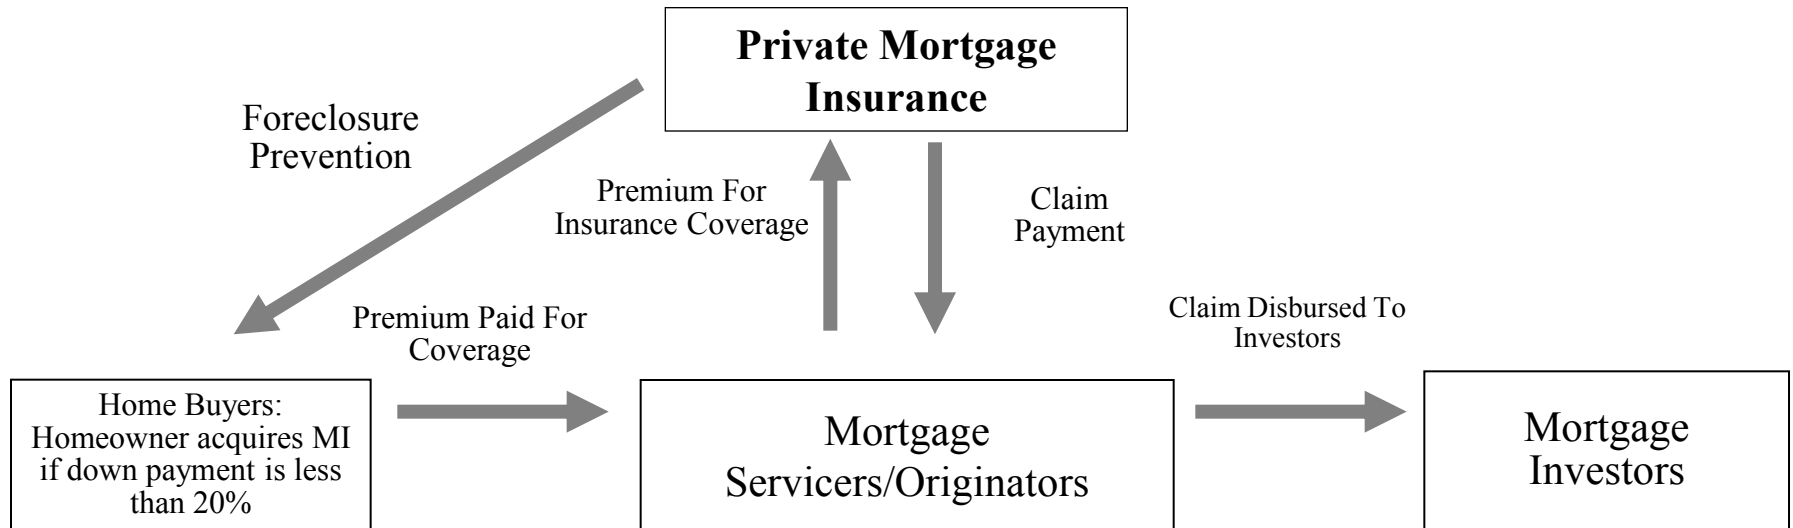 Private Mortgage
Insurance
Foreclosure
Prevention
Premium For
Insurance Coverage
Claim
Payment
Premium Paid For
Coverage
Claim Disbursed To
Investors
Home Buyers:
Homeowner acquires MI
if down payment is less
than 20%
Mortgage
Servicers/Originators
Mortgage
Investors